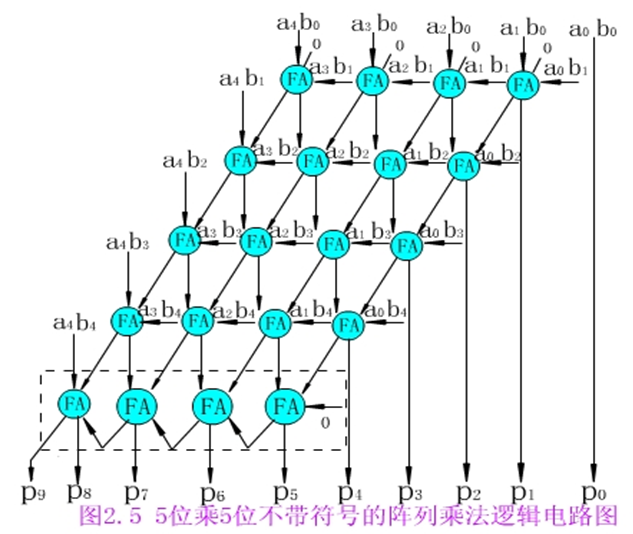 a₄b₀ a₃b₀ a₂b₀ a₁b₀ a₀b₀
0 0 0 0
FA a₃b₁ FA a₂b₁ FA a₁b₁ FA a₀b₁
a₄b₁
FA a₃b₂ FA a₂b₂ FA a₁b₂ FA a₀b₂
a₄b₂
FA a₃b₃ FA a₂b₃ FA a₁b₃ FA a₀b₃
a₄b₃
FA a₃b₄ FA a₂b₄ FA a₁b₄ FA a₀b₄
a₄b₄
FA FA FA FA
0
p₉ p₈ p₇ p₆ p₅ p₄ p₃ p₂ p₁ p₀
图2.5 5位乘5位不带符号的阵列乘法逻辑电路图